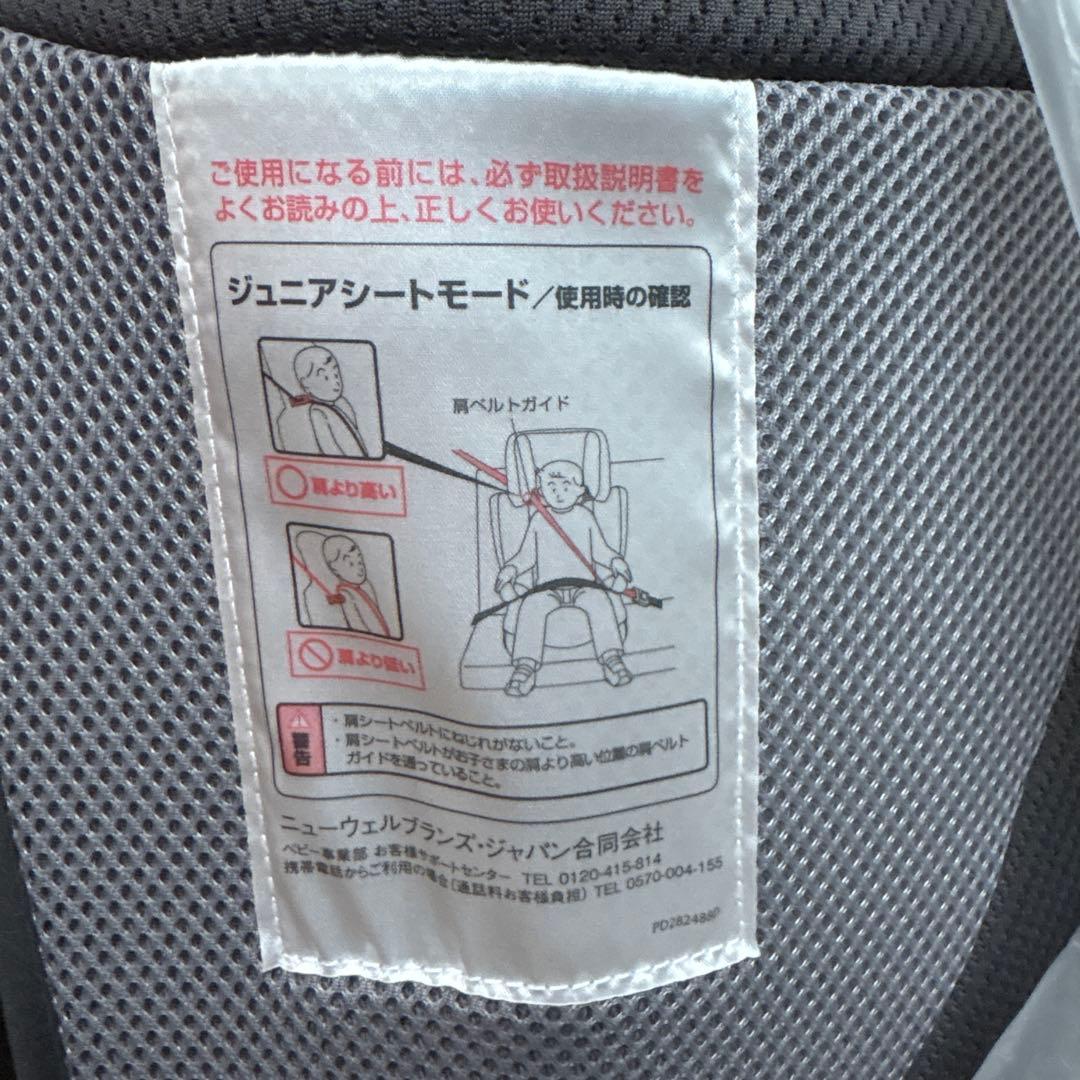 ご使用になる前には、必ず取扱説明書を
よくお読みの上、正しくお使いください。
ジュニアシートモード/使用時の確認
肩ベルトガイド
肩より高い
肩より低い
警告
・肩シートベルトにねじれがないこと。
・肩シートベルトがお子さまの肩より高い位置の肩ベルト
ガイドを通っていること。
ニューウェルブランズ・ジャパン合同会社
ベビー事業部 お客様サポートセンター TEL 0120-415-814
携帯電話からご利用の場合(通話料お客様負担) TEL 0570-004-155
PD282488D